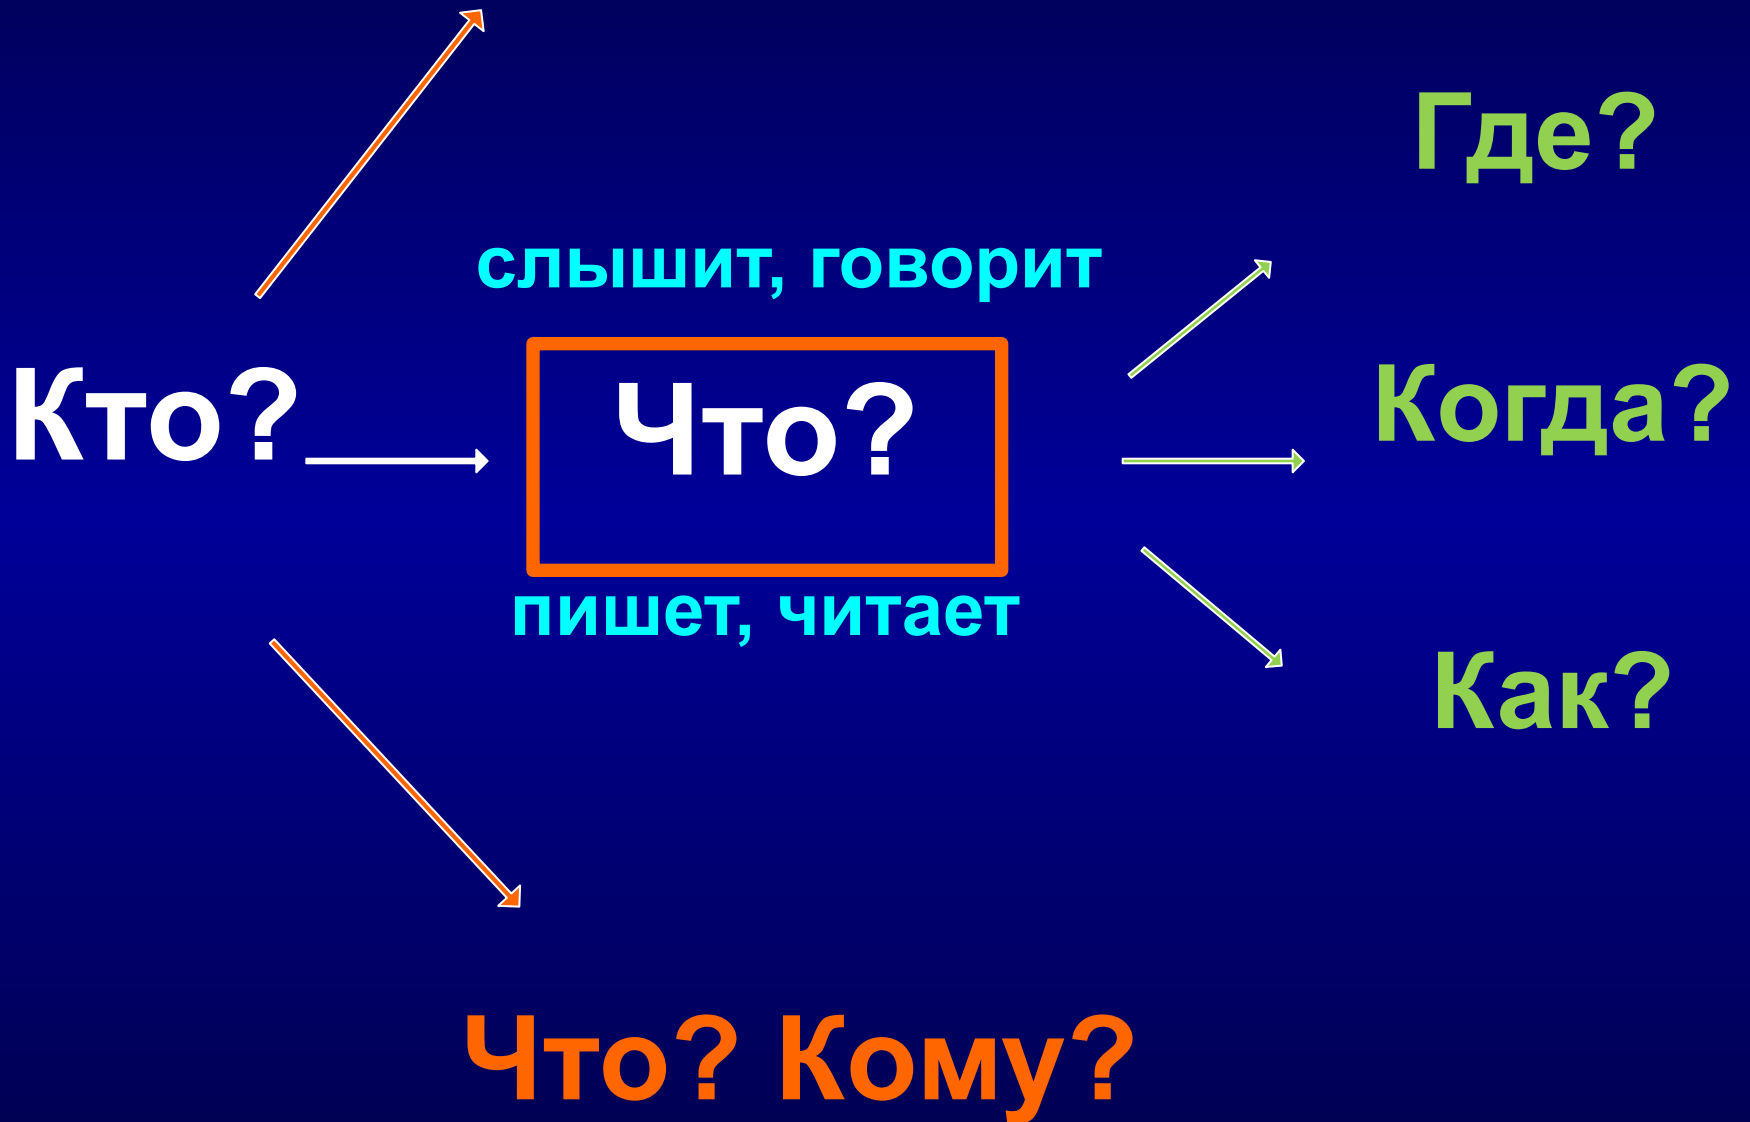 Где?
слышит, говорит
Кто?
Что?
Когда?
пишет, читает
Как?
Что? Кому?